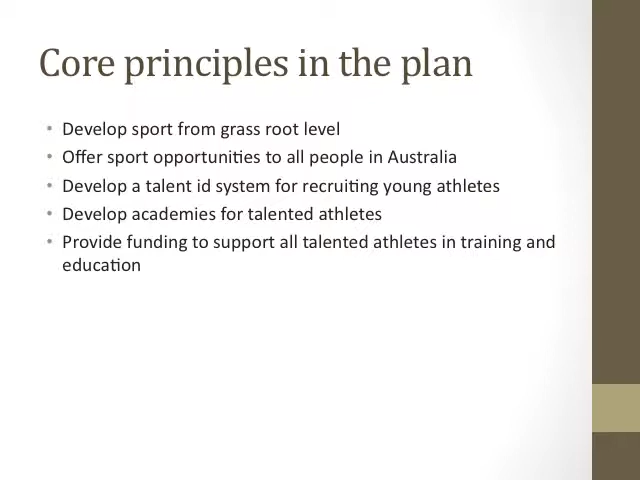 Core principles in the plan
• Develop sport from grass root level
• Offer sport opportunities to all people in Australia
• Develop a talent id system for recruiting young athletes
• Develop academies for talented athletes
• Provide funding to support all talented athletes in training and
education